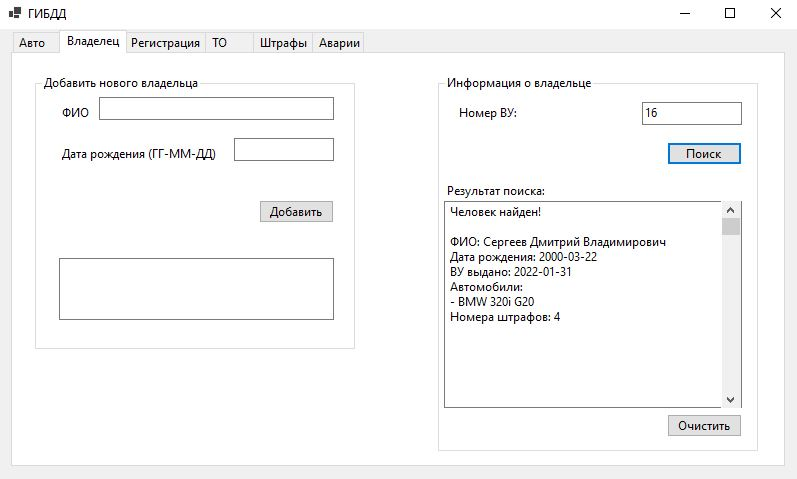 ГИБДД
Авто
Владелец
Регистрация
ТО
Штрафы
Аварии
Добавить нового владельца
ФИО
Дата рождения (ГГ-ММ-ДД)
Добавить
Информация о владельце
Номер ВУ:
16
Поиск
Результат поиска:
Человек найден!
ФИО: Сергеев Дмитрий Владимирович
Дата рождения: 2000-03-22
ВУ выдано: 2022-01-31
Автомобили:
- BMW 320i G20
Номера штрафов: 4
Очистить